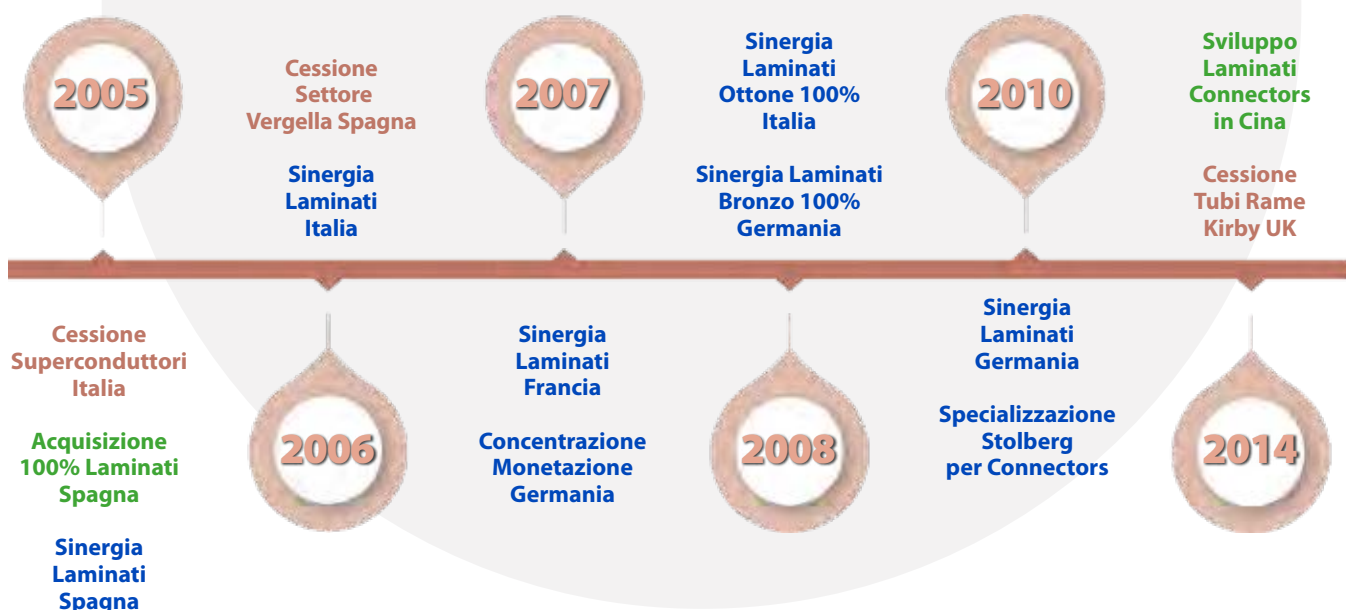 2005
Cessione
Superconduttori
Italia
Acquisizione
100% Laminati
Spagna
Sinergia
Laminati
Spagna
Cessione
Settore
Vergella Spagna
Sinergia
Laminati
Italia
2006
2007
Sinergia
Laminati
Francia
Concentrazione
Monetazione
Germania
Sinergia
Laminati
Ottone 100%
Italia
Sinergia Laminati
Bronzo 100%
Germania
2008
2010
Sinergia
Laminati
Germania
Specializzazione
Stolberg
per Connectors
Sviluppo
Laminati
Connectors
in Cina
Cessione
Tubi Rame
Kirby UK
2014